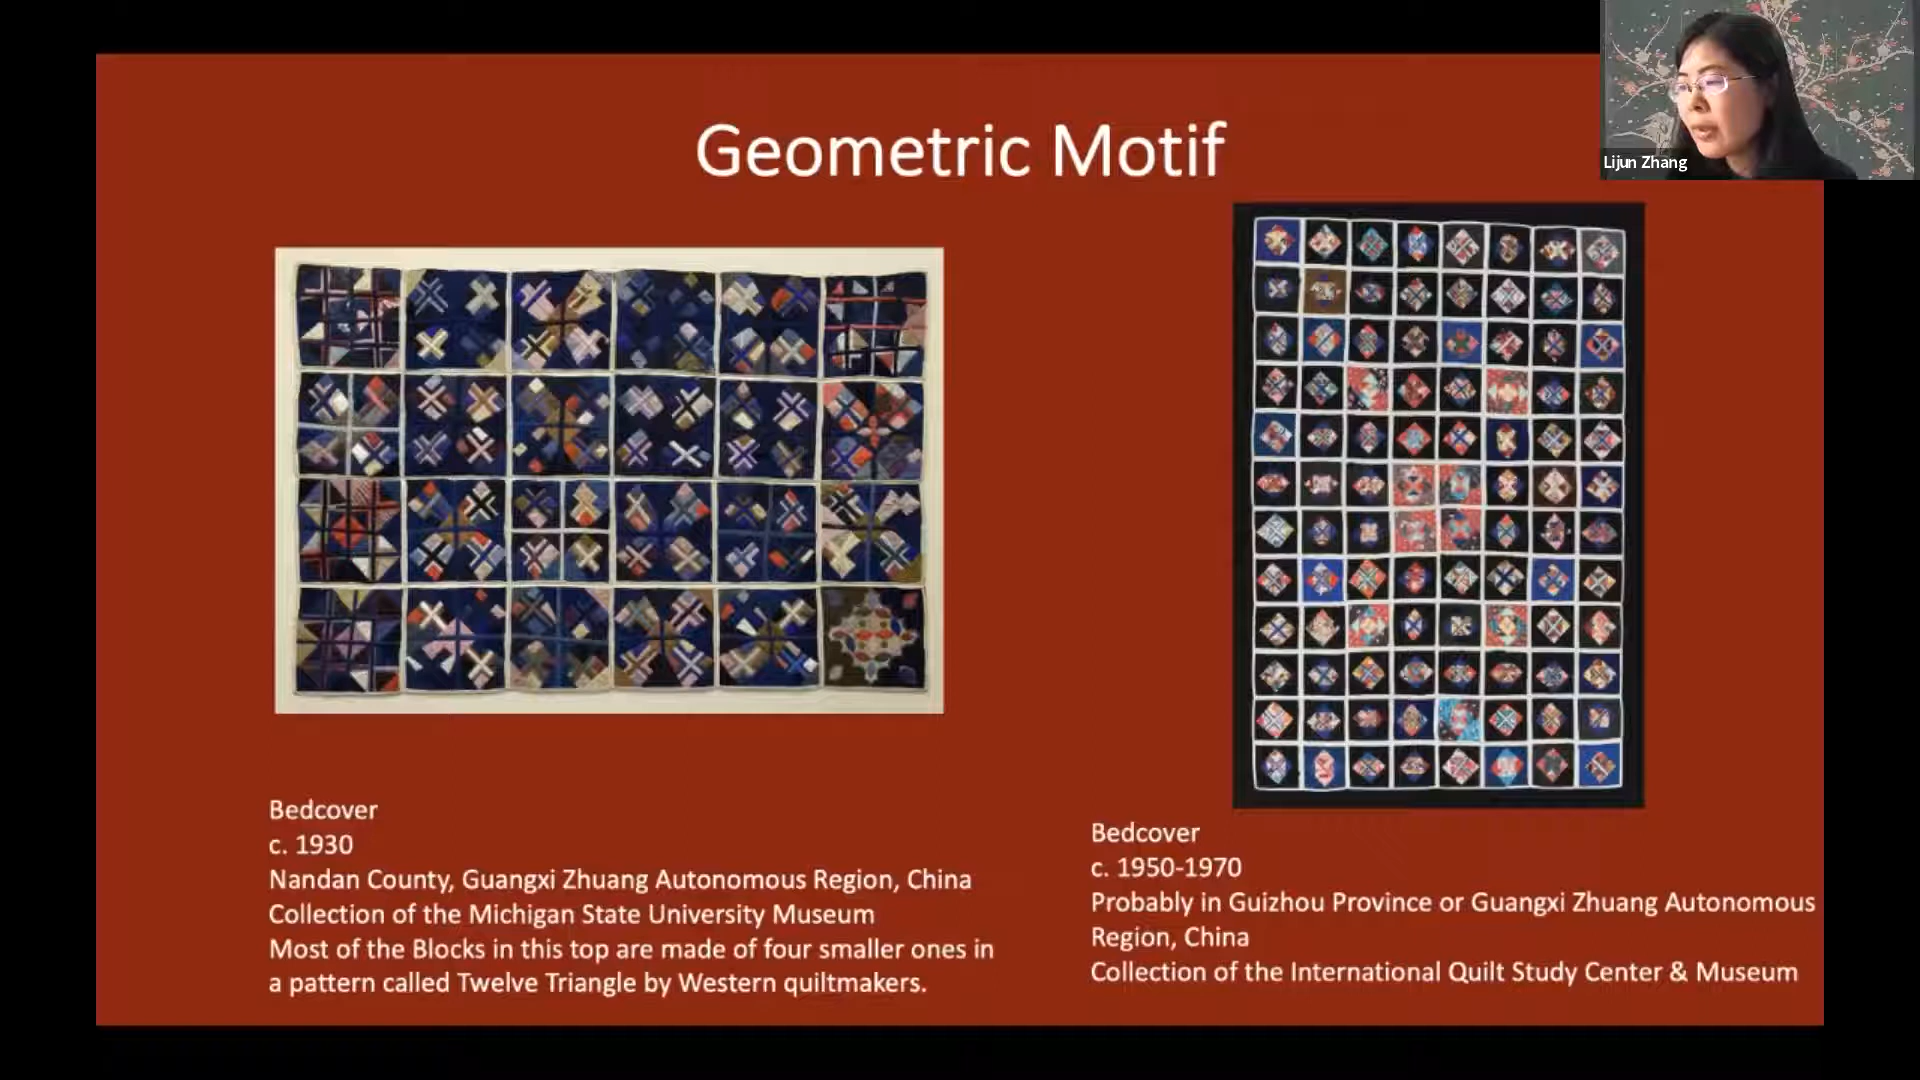 Geometric Motif
Lijun Zhang
Bedcover
c. 1930
Nandan County, Guangxi Zhuang Autonomous Region, China
Collection of the Michigan State University Museum
Most of the Blocks in this top are made of four smaller ones in
a pattern called Twelve Triangle by Western quiltmakers.
Bedcover
c. 1950-1970
Probably in Guizhou Province or Guangxi Zhuang Autonomous
Region, China
Collection of the International Quilt Study Center & Museum